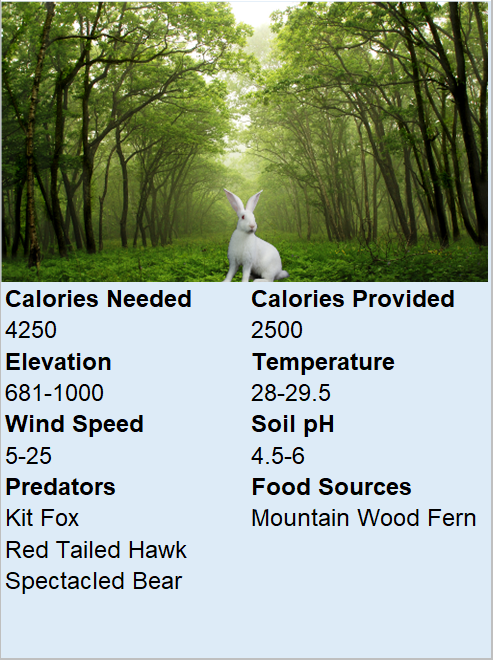 Calories Needed
4250
Calories Provided
2500
Elevation
681-1000
Temperature
28-29.5
Wind Speed
5-25
Soil pH
4.5-6
Predators
Kit Fox
Red Tailed Hawk
Spectacled Bear
Food Sources
Mountain Wood Fern